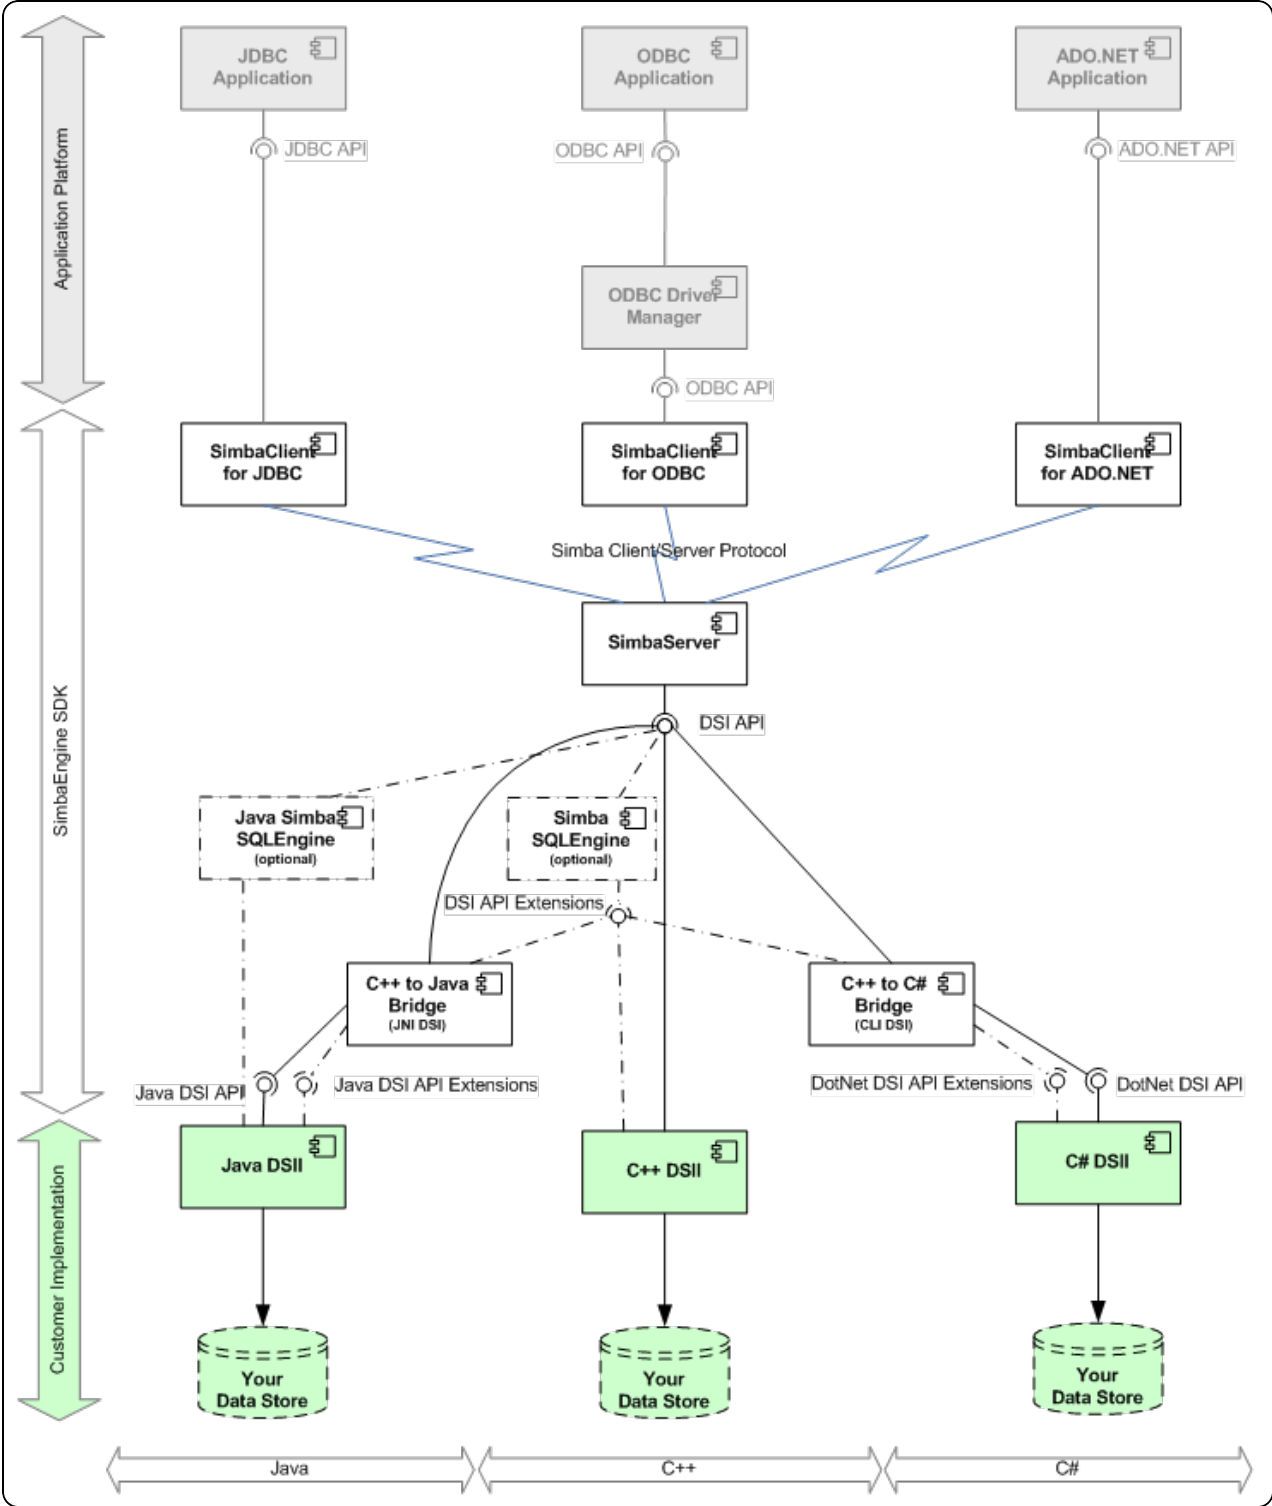 JDBC
Application
ODBC
Application
ADO.NET
Application
JDBC API
ODBC API
ADO.NET API
Application Platform
ODBC Driver
Manager
ODBC API
SimbaClient
for JDBC
SimbaClient
for ODBC
SimbaClient
for ADO.NET
Simba Client/Server Protocol
SimbaServer
DSI API
SimbaEngine SDK
Java Simba
SQLEngine
(optional)
Simba
SQLEngine
(optional)
DSI API Extensions
C++ to Java
Bridge
(JNI DSI)
C++ to C#
Bridge
(CLI DSI)
Java DSI API
Java DSI API Extensions
DotNet DSI API Extensions
DotNet DSI API
Java DSII
C++ DSII
C# DSII
Customer Implementation
Your
Data Store
Your
Data Store
Your
Data Store
Java
C++
C#